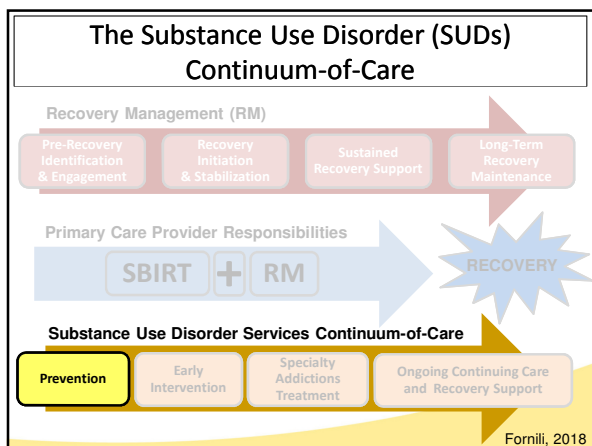 The Substance Use Disorder (SUDs)
Continuum-of-Care
Recovery Management (RM)
Pre-Recovery
Identification
& Engagement
Recovery
Initiation
& Stabilization
Sustained
Recovery Support
Long-Term
Recovery
Maintenance
Primary Care Provider Responsibilities
SBIRT + RM
RECOVERY
Substance Use Disorder Services Continuum-of-Care
Prevention
Early
Intervention
Specialty
Addictions
Treatment
Ongoing Continuing Care
and Recovery Support
Fornili, 2018